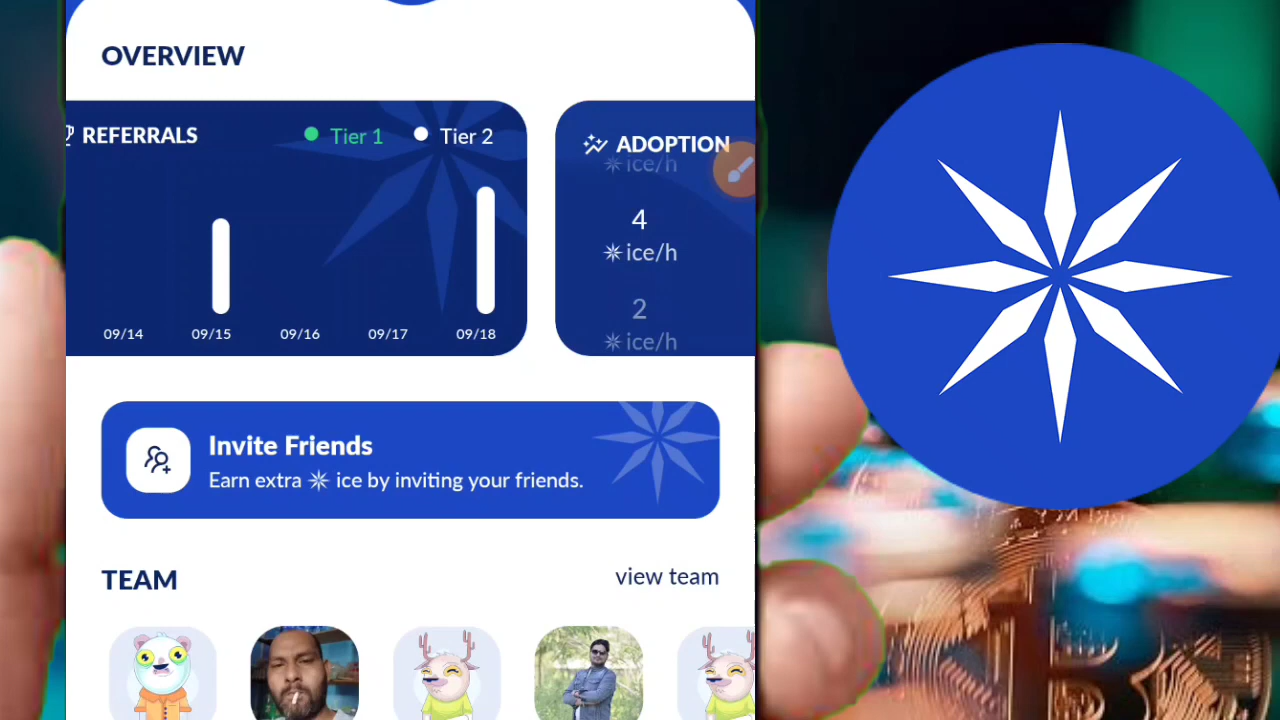 OVERVIEW
REFERRALS
Tier 1
Tier 2
09/14
09/15
09/16
09/17
09/18
ADOPTION
ice/h
4
ice/h
2
ice/h
Invite Friends
Earn extra ice by inviting your friends.
TEAM
view team